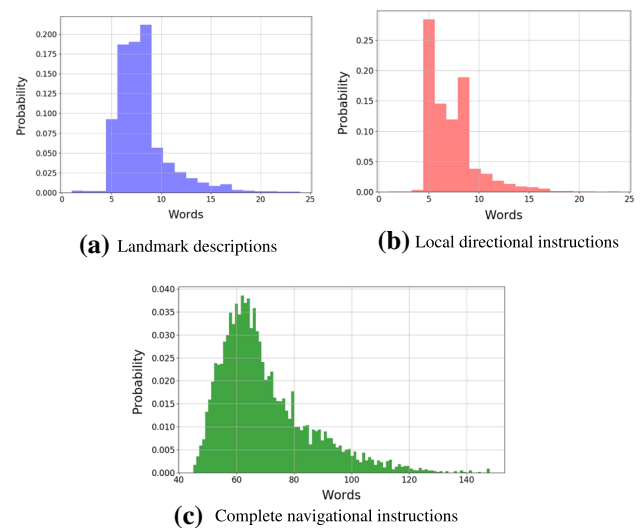 0.200
0.175
0.150
0.125
0.100
0.075
0.050
0.025
0.000
Probability
0 5 10 15 20 25
Words
(a) Landmark descriptions
0.25
0.20
0.15
0.10
0.05
0.00
Probability
0 5 10 15 20 25
Words
(b) Local directional instructions
0.040
0.035
0.030
0.025
0.020
0.015
0.010
0.005
0.000
Probability
40 60 80 100 120 140
Words
(c) Complete navigational instructions